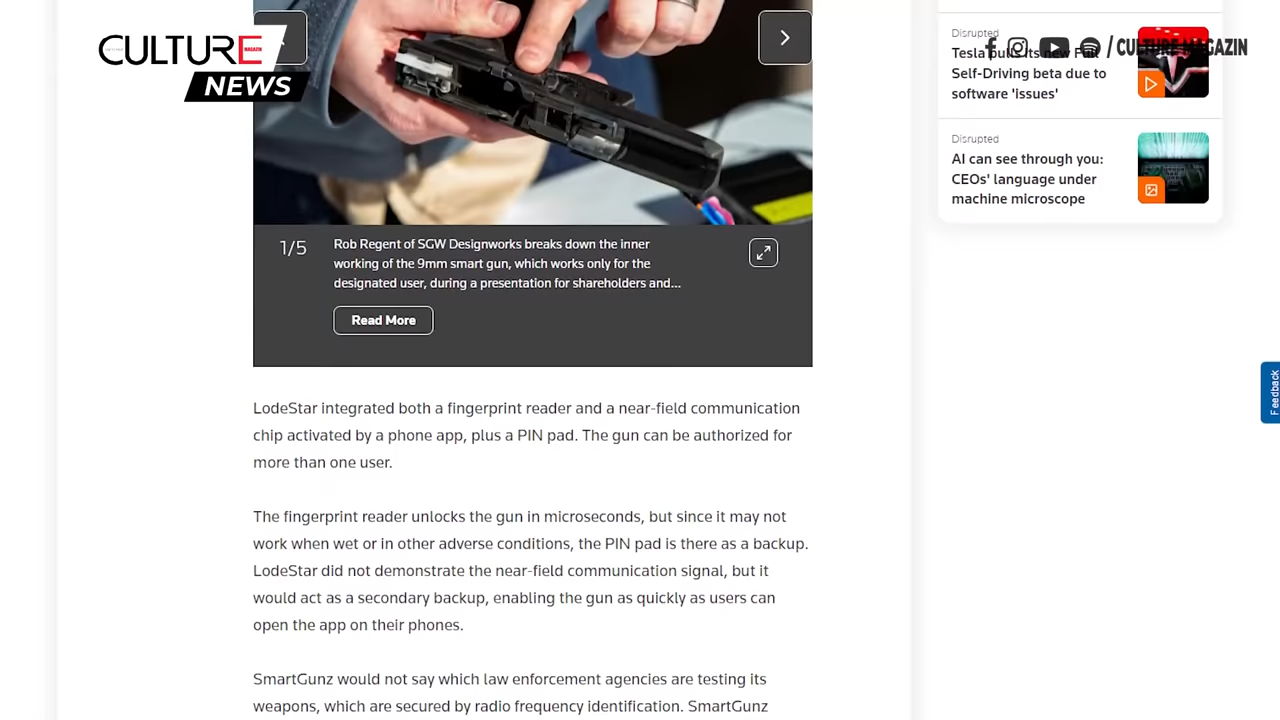 CULTURE
MAGAZIN
NEWS
/ CULTURE MAGAZIN
1/5
Rob Regent of SGW Designworks breaks down the inner
working of the 9mm smart gun, which works only for the
designated user, during a presentation for shareholders and...
Read More
LodeStar integrated both a fingerprint reader and a near-field communication
chip activated by a phone app, plus a PIN pad. The gun can be authorized for
more than one user.
The fingerprint reader unlocks the gun in microseconds, but since it may not
work when wet or in other adverse conditions, the PIN pad is there as a backup.
LodeStar did not demonstrate the near-field communication signal, but it
would act as a secondary backup, enabling the gun as quickly as users can
open the app on their phones.
SmartGunz would not say which law enforcement agencies are testing its
weapons, which are secured by radio frequency identification. SmartGunz
Disrupted
Tesla pulls its new Full
Self-Driving beta due to
software 'issues'
Disrupted
AI can see through you:
CEOs' language under
machine microscope
Feedback